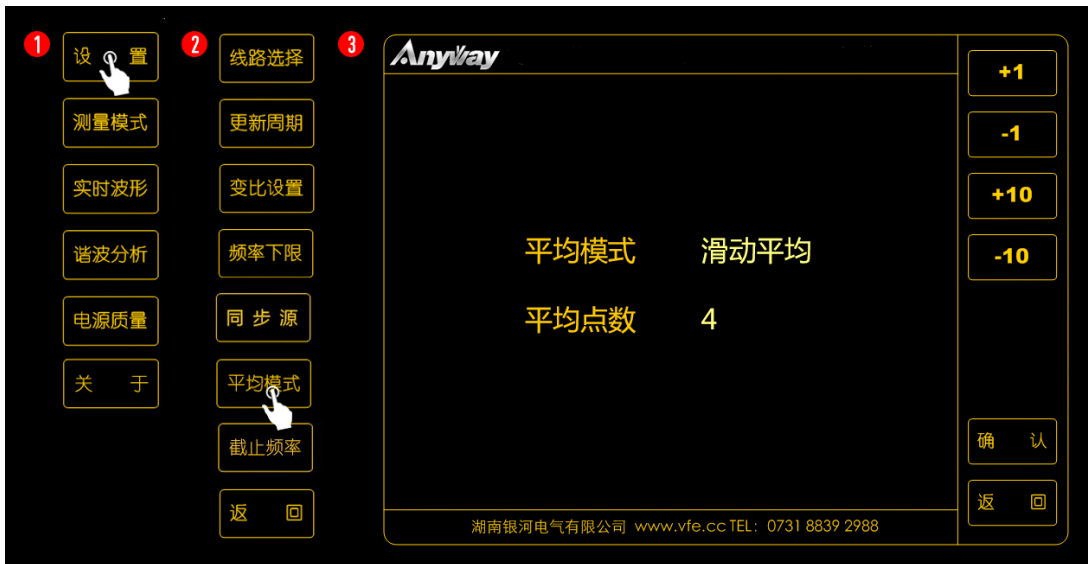 1
设 置
测量模式
实时波形
谐波分析
电源质量
关 于
2
线路选择
更新周期
变比设置
频率下限
同 步 源
平均模式
截止频率
返 回
3
Anyway
平均模式 滑动平均
平均点数 4
湖南银河电气有限公司 www.vfe.cc TEL: 0731 8839 2988
+1
-1
+10
-10
确 认
返 回